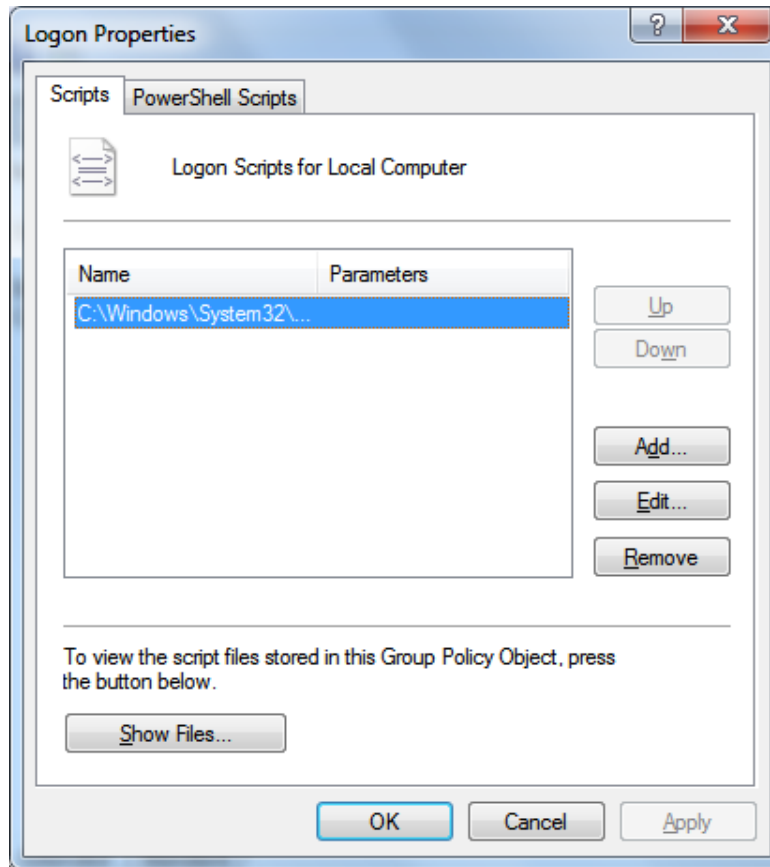 Logon Properties
Scripts
PowerShell Scripts
Logon Scripts for Local Computer
Name Parameters
C:\Windows\System32\...
Up
Down
Add...
Edit...
Remove
To view the script files stored in this Group Policy Object, press
the button below.
Show Files...
OK Cancel Apply